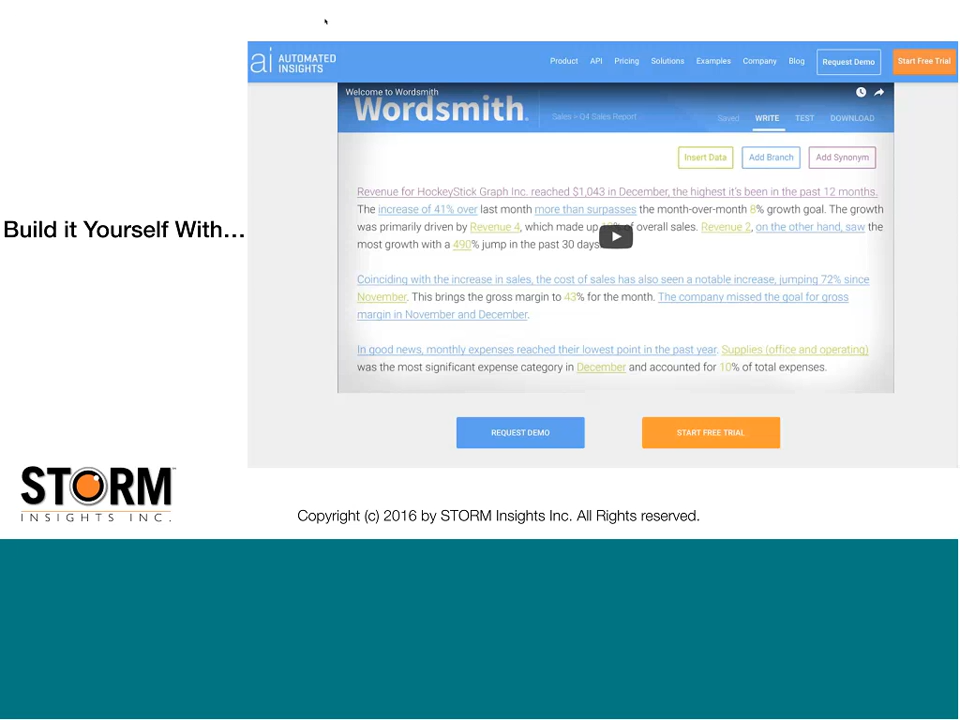 ai AUTOMATED INSIGHTS
Product API Pricing Solutions Examples Company Blog Request Demo Start Free Trial
Welcome to Wordsmith
Wordsmith.
Sales > Q4 Sales Report
Saved WRITE TEST DOWNLOAD
Insert Data Add Branch Add Synonym
Revenue for HockeyStick Graph Inc. reached $1,043 in December, the highest it's been in the past 12 months.
The increase of 41% over last month more than surpasses the month-over-month 8% growth goal. The growth
was primarily driven by Revenue 4, which made up of overall sales. Revenue 2, on the other hand, saw the
most growth with a 490% jump in the past 30 days
Build it Yourself With...
Coinciding with the increase in sales, the cost of sales has also seen a notable increase, jumping 72% since
November. This brings the gross margin to 43% for the month. The company missed the goal for gross
margin in November and December.
In good news, monthly expenses reached their lowest point in the past year. Supplies (office and operating)
was the most significant expense category in December and accounted for 10% of total expenses.
REQUEST DEMO START FREE TRIAL
STORM
INSIGHTS INC.
Copyright (c) 2016 by STORM Insights Inc. All Rights reserved.